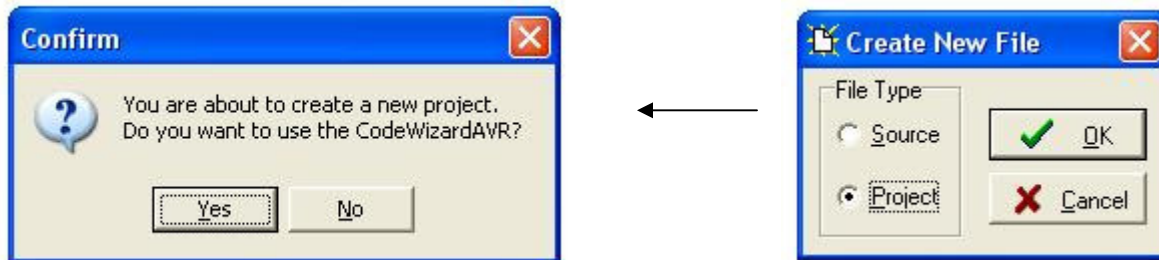 Confirm
You are about to create a new project.
Do you want to use the CodeWizardAVR?
Yes
No
Create New File
File Type
Source
Project
OK
Cancel